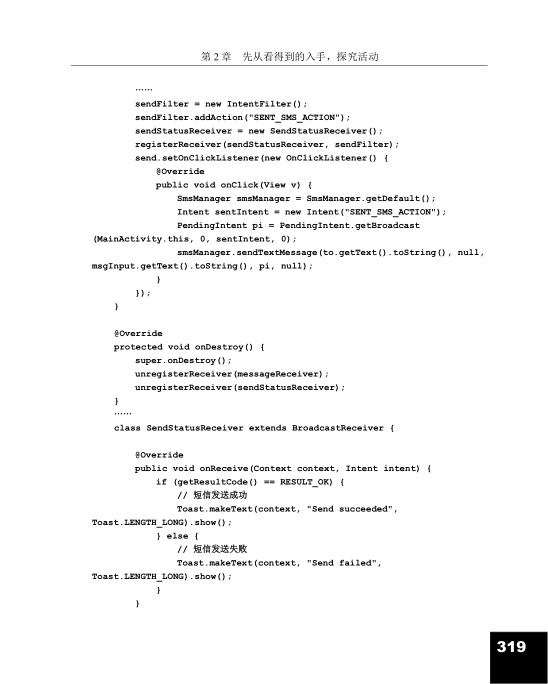 第 2 章　先从看得到的入手，探究活动
……
sendFilter = new IntentFilter();
sendFilter.addAction("SENT_SMS_ACTION");
sendStatusReceiver = new SendStatusReceiver();
registerReceiver(sendStatusReceiver, sendFilter);
send.setOnClickListener(new OnClickListener() {
@Override
public void onClick(View v) {
SmsManager smsManager = SmsManager.getDefault();
Intent sentIntent = new Intent("SENT_SMS_ACTION");
PendingIntent pi = PendingIntent.getBroadcast
(MainActivity.this, 0, sentIntent, 0);
smsManager.sendTextMessage(to.getText().toString(), null,
msgInput.getText().toString(), pi, null);
}
});
}
@Override
protected void onDestroy() {
super.onDestroy();
unregisterReceiver(messageReceiver);
unregisterReceiver(sendStatusReceiver);
}
……
class SendStatusReceiver extends BroadcastReceiver {
@Override
public void onReceive(Context context, Intent intent) {
if (getResultCode() == RESULT_OK) {
// 短信发送成功
Toast.makeText(context, "Send succeeded",
Toast.LENGTH_LONG).show();
} else {
// 短信发送失败
Toast.makeText(context, "Send failed",
Toast.LENGTH_LONG).show();
}
}
319